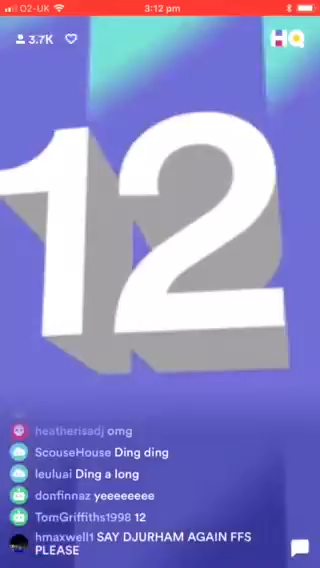 O2-UK 3:12 pm
3.7K HQ
12
heatherisadj omg
ScouseHouse Ding ding
leuluai Ding a long
donfinnaz yeeeeeeee
TomGriffiths1998 12
hmaxwell1 SAY DJURHAM AGAIN FFS
PLEASE